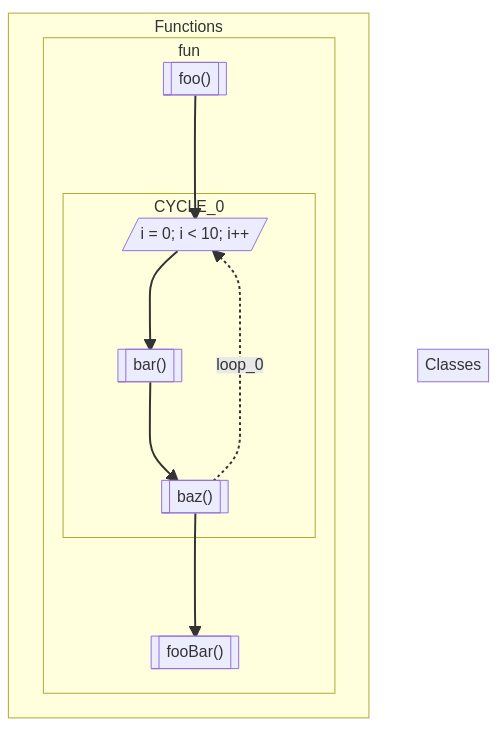 Functions
fun
foo()
CYCLE_0
i = 0; i < 10; i++
bar()
loop_0
Classes
baz()
fooBar()